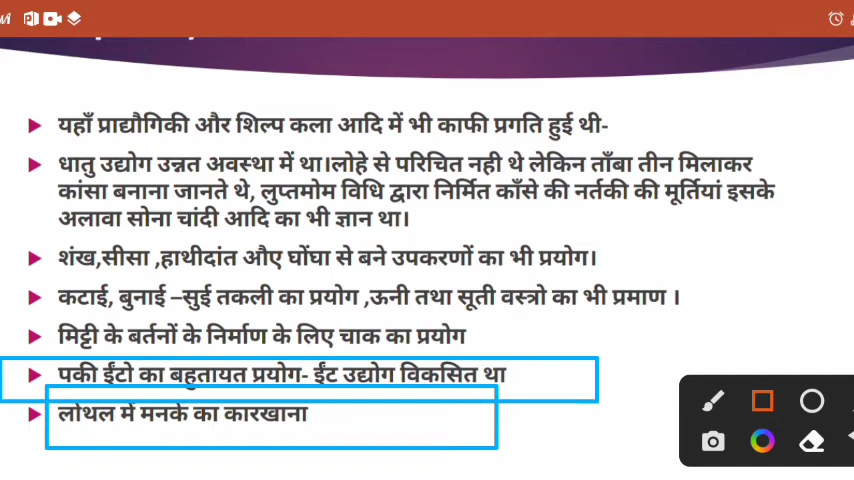 यहाँ प्राद्यौगिकी और शिल्प कला आदि में भी काफी प्रगति हुई थी-
धातु उद्योग उन्नत अवस्था में था।लोहे से परिचित नही थे लेकिन ताँबा तीन मिलाकर
कांसा बनाना जानते थे, लुप्तमोम विधि द्वारा निर्मित काँसे की नर्तकी की मूर्तियां इसके
अलावा सोना चांदी आदि का भी ज्ञान था।
शंख,सीसा ,हाथीदांत औए घोंघा से बने उपकरणों का भी प्रयोग।
कटाई, बुनाई –सुई तकली का प्रयोग ,ऊनी तथा सूती वस्त्रो का भी प्रमाण ।
मिट्टी के बर्तनों के निर्माण के लिए चाक का प्रयोग
पकी ईंटो का बहुतायत प्रयोग- ईंट उद्योग विकसित था
लोथल में मनके का कारखाना